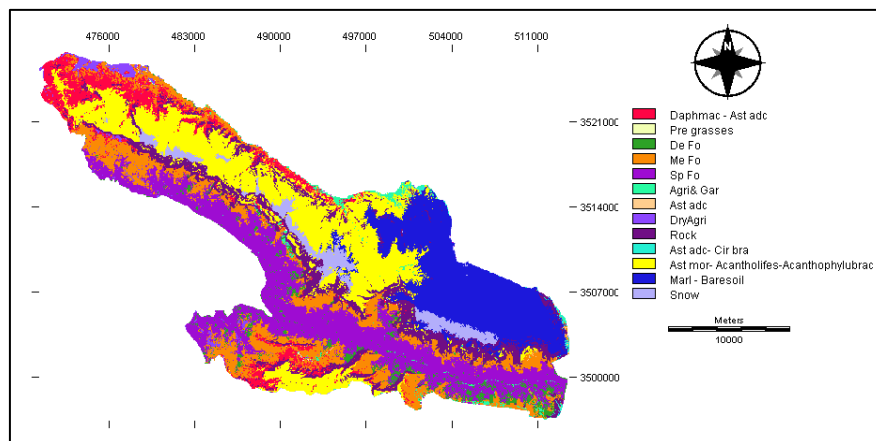 476000 483000 490000 497000 504000 511000
N
3521000
3514000
3507000
3500000
Daphmac - Ast adc
Pre grasses
De Fo
Me Fo
Sp Fo
Agri& Gar
Ast adc
DryAgri
Rock
Ast adc- Cir bra
Ast mor- Acantholifes-Acanthophylubrac
Marl - Baresoil
Snow
Meters
10000